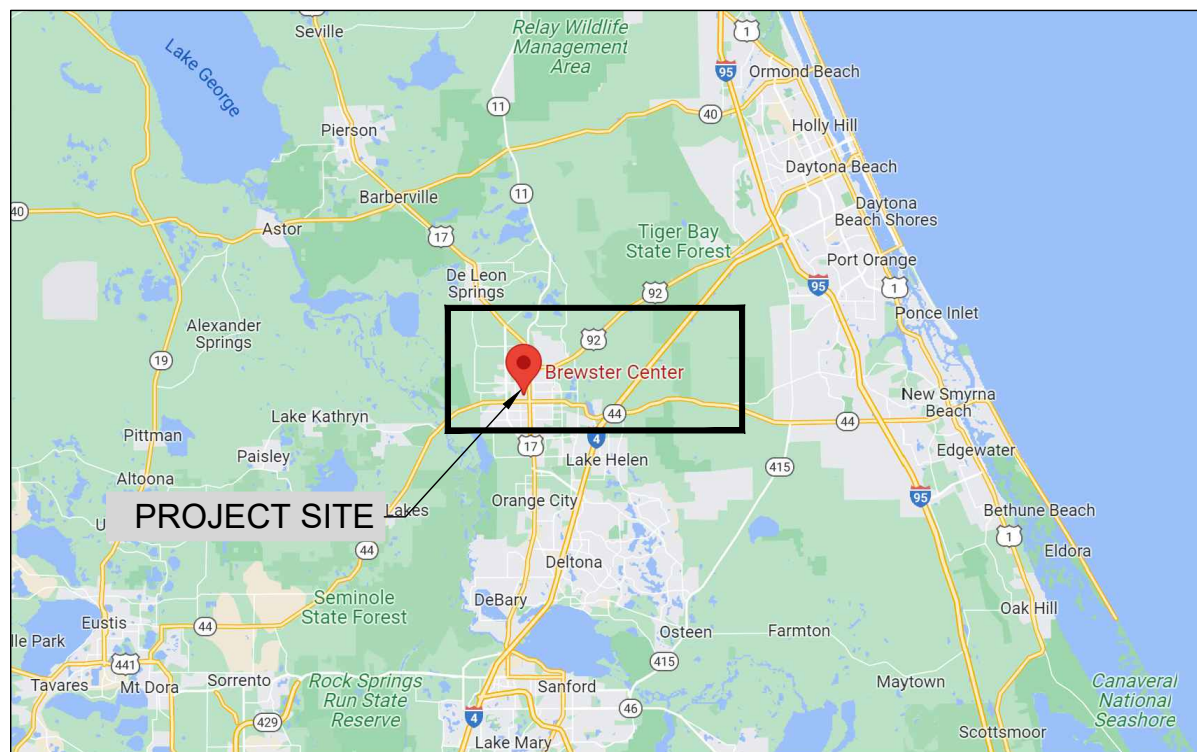 Seville
Relay Wildlife
Management
Area
1
95
Ormond Beach
Lake George
11
40
Pierson
Holly Hill
Daytona Beach
11
Barberville
40
Astor
17
Daytona
Beach Shores
Tiger Bay
State Forest
Port Orange
De Leon
Springs
92
95
1
Ponce Inlet
Alexander
Springs
92
19
Brewster Center
New Smyrna
Beach
Lake Kathryn
44
44
Pittman
17
4
Edgewater
Paisley
Lake Helen
415
Altoona
Orange City
95
PROJECT SITE
Lakes
Bethune Beach
1
44
Eldora
Deltona
Seminole
State Forest
DeBary
Oak Hill
Eustis
44
Osteen
Farmton
lle Park
441
415
Tavares
Mt Dora
Sorrento
Rock Springs
Run State
Reserve
Sanford
Maytown
Canaveral
National
Seashore
46
429
4
Lake Mary
Scottsmoor